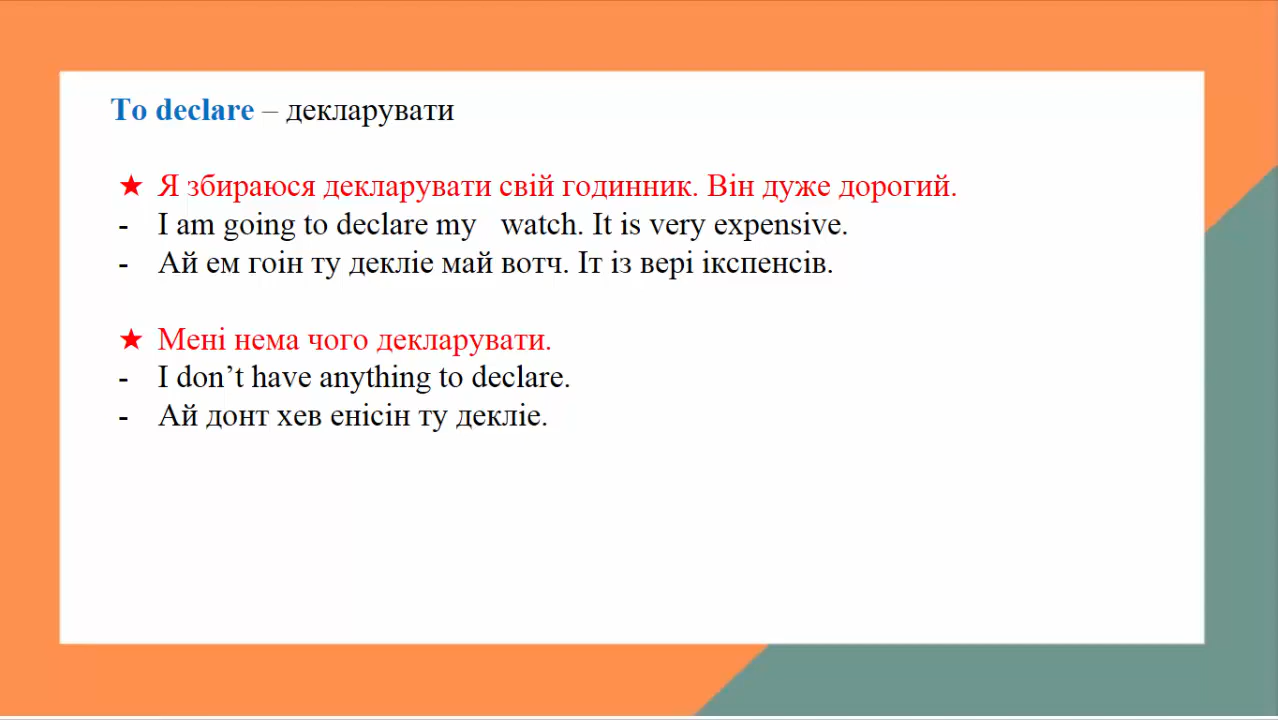 To declare – декларувати
★ Я збираюся декларувати свій годинник. Він дуже дорогий.
- I am going to declare my watch. It is very expensive.
- Ай ем гоін ту декліе май вотч. Іт із вері ікспенсів.
★ Мені нема чого декларувати.
- I don’t have anything to declare.
- Ай донт хев енісін ту декліе.